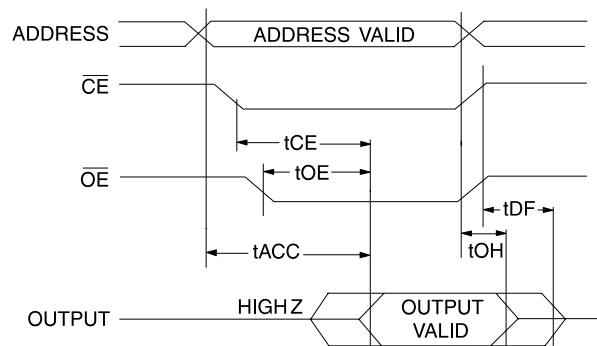 ADDRESS
ADDRESS VALID
CE
tCE
tOE
OE
tDF
tOH
tACC
HIGH Z
OUTPUT
OUTPUT
VALID